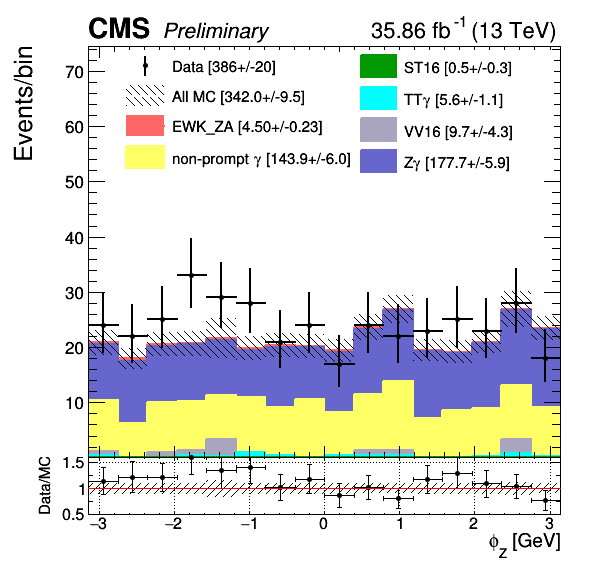 CMS Preliminary 35.86 fb⁻¹ (13 TeV)
Events/bin
70
60
50
40
30
20
10
Data [386+/-20]
All MC [342.0+/-9.5]
EWK_ZA [4.50+/-0.23]
non-prompt γ [143.9+/-6.0]
ST16 [0.5+/-0.3]
TTγ [5.6+/-1.1]
VV16 [9.7+/-4.3]
Zγ [177.7+/-5.9]
Data/MC
1.5
1
0.5
−3 −2 −1 0 1 2 3
ϕ_Z [GeV]